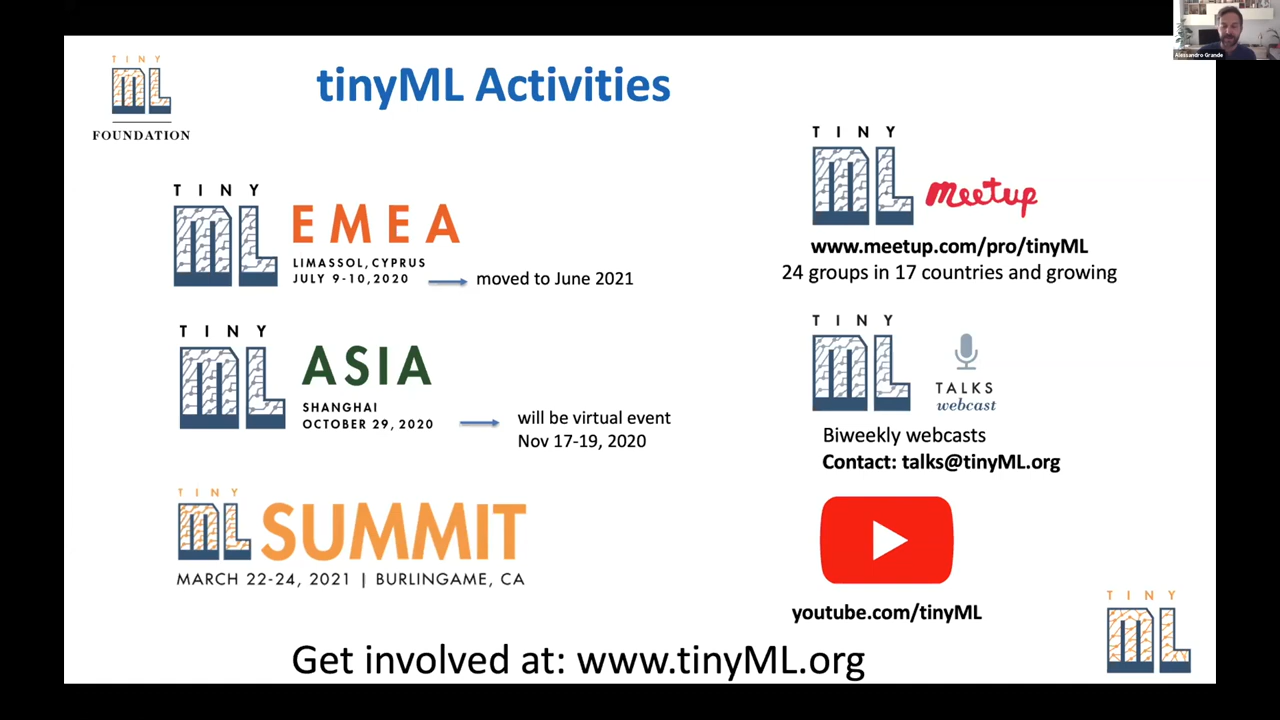 Alessandro Grande
TINY
ML
FOUNDATION
tinyML Activities
TINY
ML EMEA
LIMASSOL, CYPRUS
JULY 9-10, 2020
moved to June 2021
TINY
ML ASIA
SHANGHAI
OCTOBER 29, 2020
will be virtual event
Nov 17-19, 2020
TINY
ML SUMMIT
MARCH 22-24, 2021 | BURLINGAME, CA
TINY
ML meetup
www.meetup.com/pro/tinyML
24 groups in 17 countries and growing
TINY
ML
TALKS
webcast
Biweekly webcasts
Contact: talks@tinyML.org
youtube.com/tinyML
TINY
ML
Get involved at: www.tinyML.org